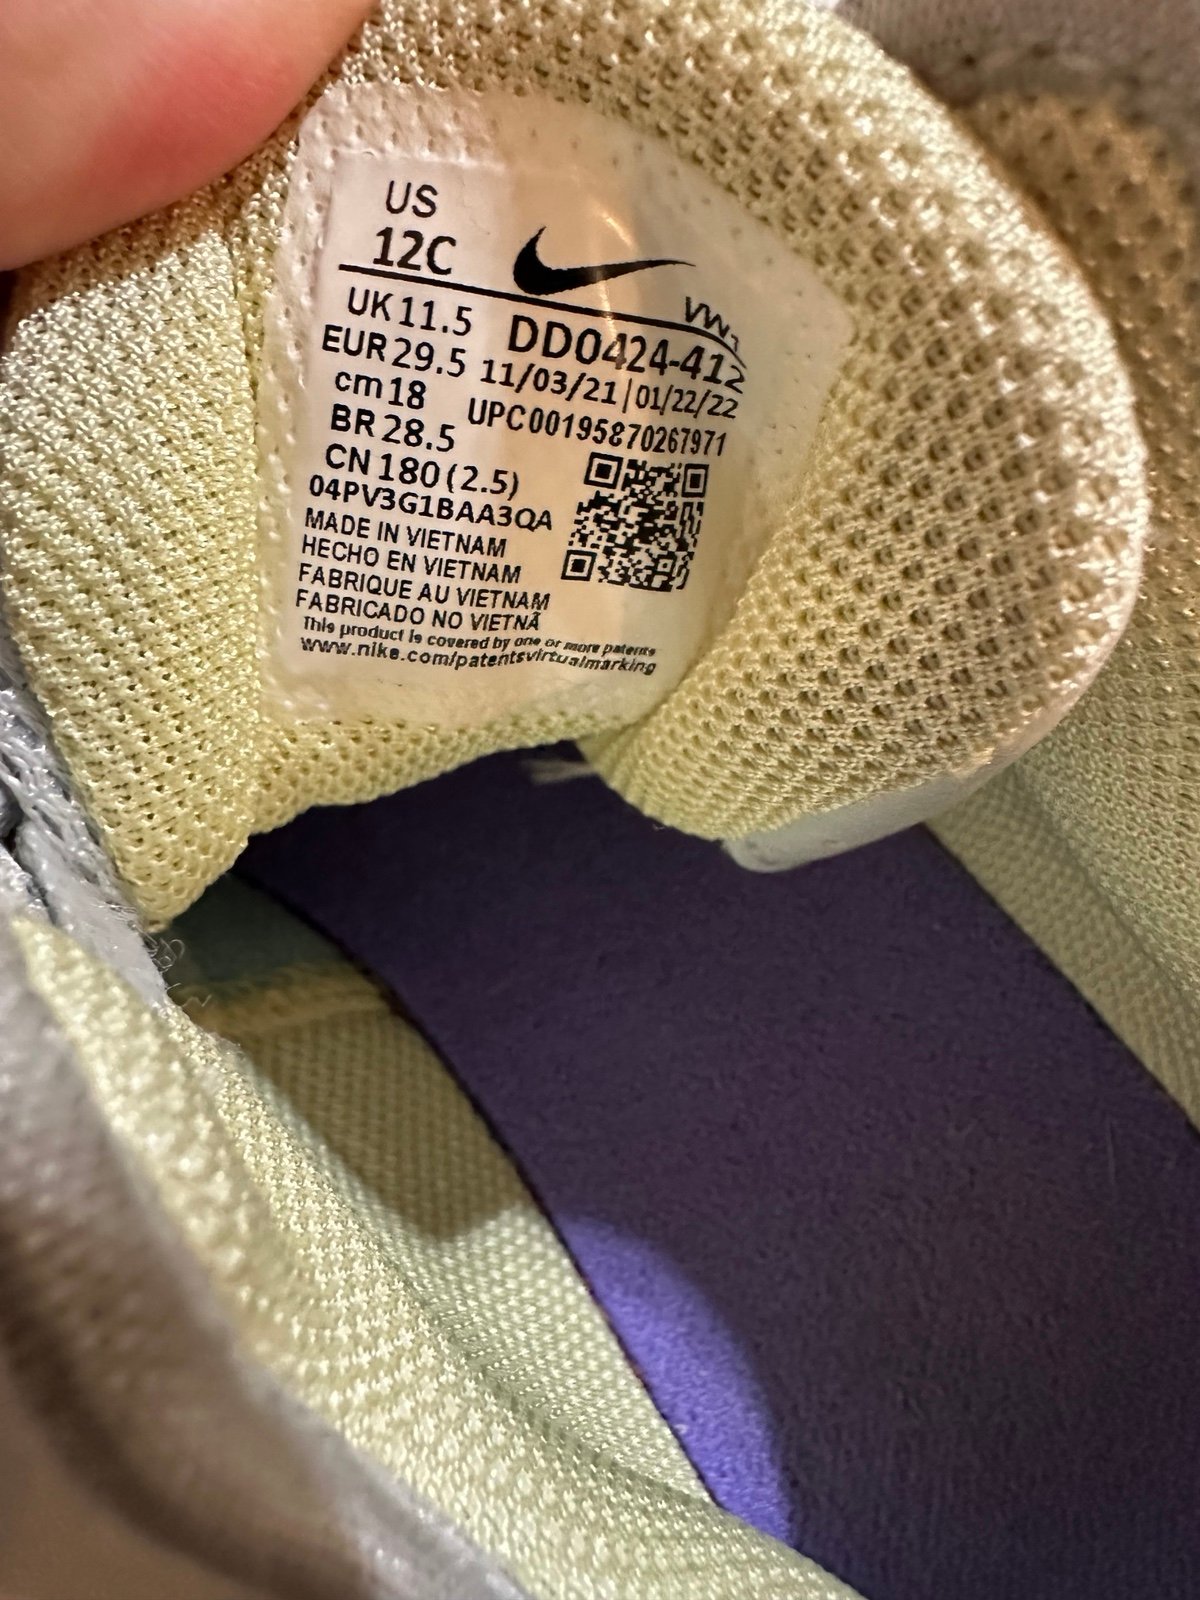 US
12C
UK 11.5
EUR 29.5
cm 18
BR 28.5
CN 180 (2.5)
DD0424-412
11/03/21|01/22/22
UPC00195870267971
04PV3G1BAA3QA
MADE IN VIETNAM
HECHO EN VIETNAM
FABRIQUE AU VIETNAM
FABRICADO NO VIETNÃ
This product is covered by one or more patents
www.nike.com/patentsvirtualmarking